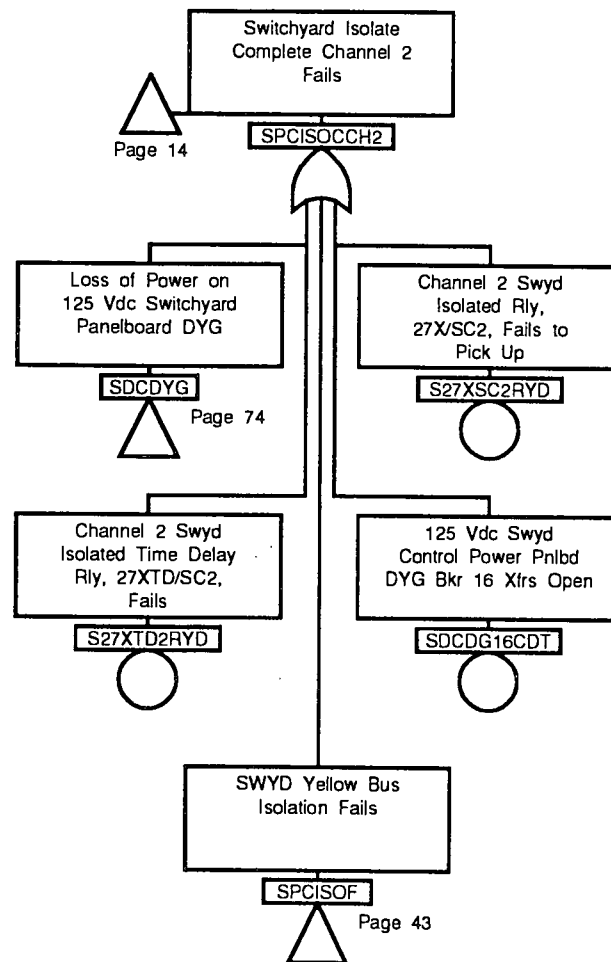 Switchyard Isolate
Complete Channel 2
Fails
Page 14
SPCISOCCH2
Loss of Power on
125 Vdc Switchyard
Panelboard DYG
SDCDYG
Page 74
Channel 2 Swyd
Isolated Rly,
27X/SC2, Fails to
Pick Up
S27XSC2RYD
Channel 2 Swyd
Isolated Time Delay
Rly, 27XTD/SC2,
Fails
S27XTD2RYD
125 Vdc Swyd
Control Power Pnlbd
DYG Bkr 16 Xfrs Open
SDCDG16CDT
SWYD Yellow Bus
Isolation Fails
SPCISOF
Page 43